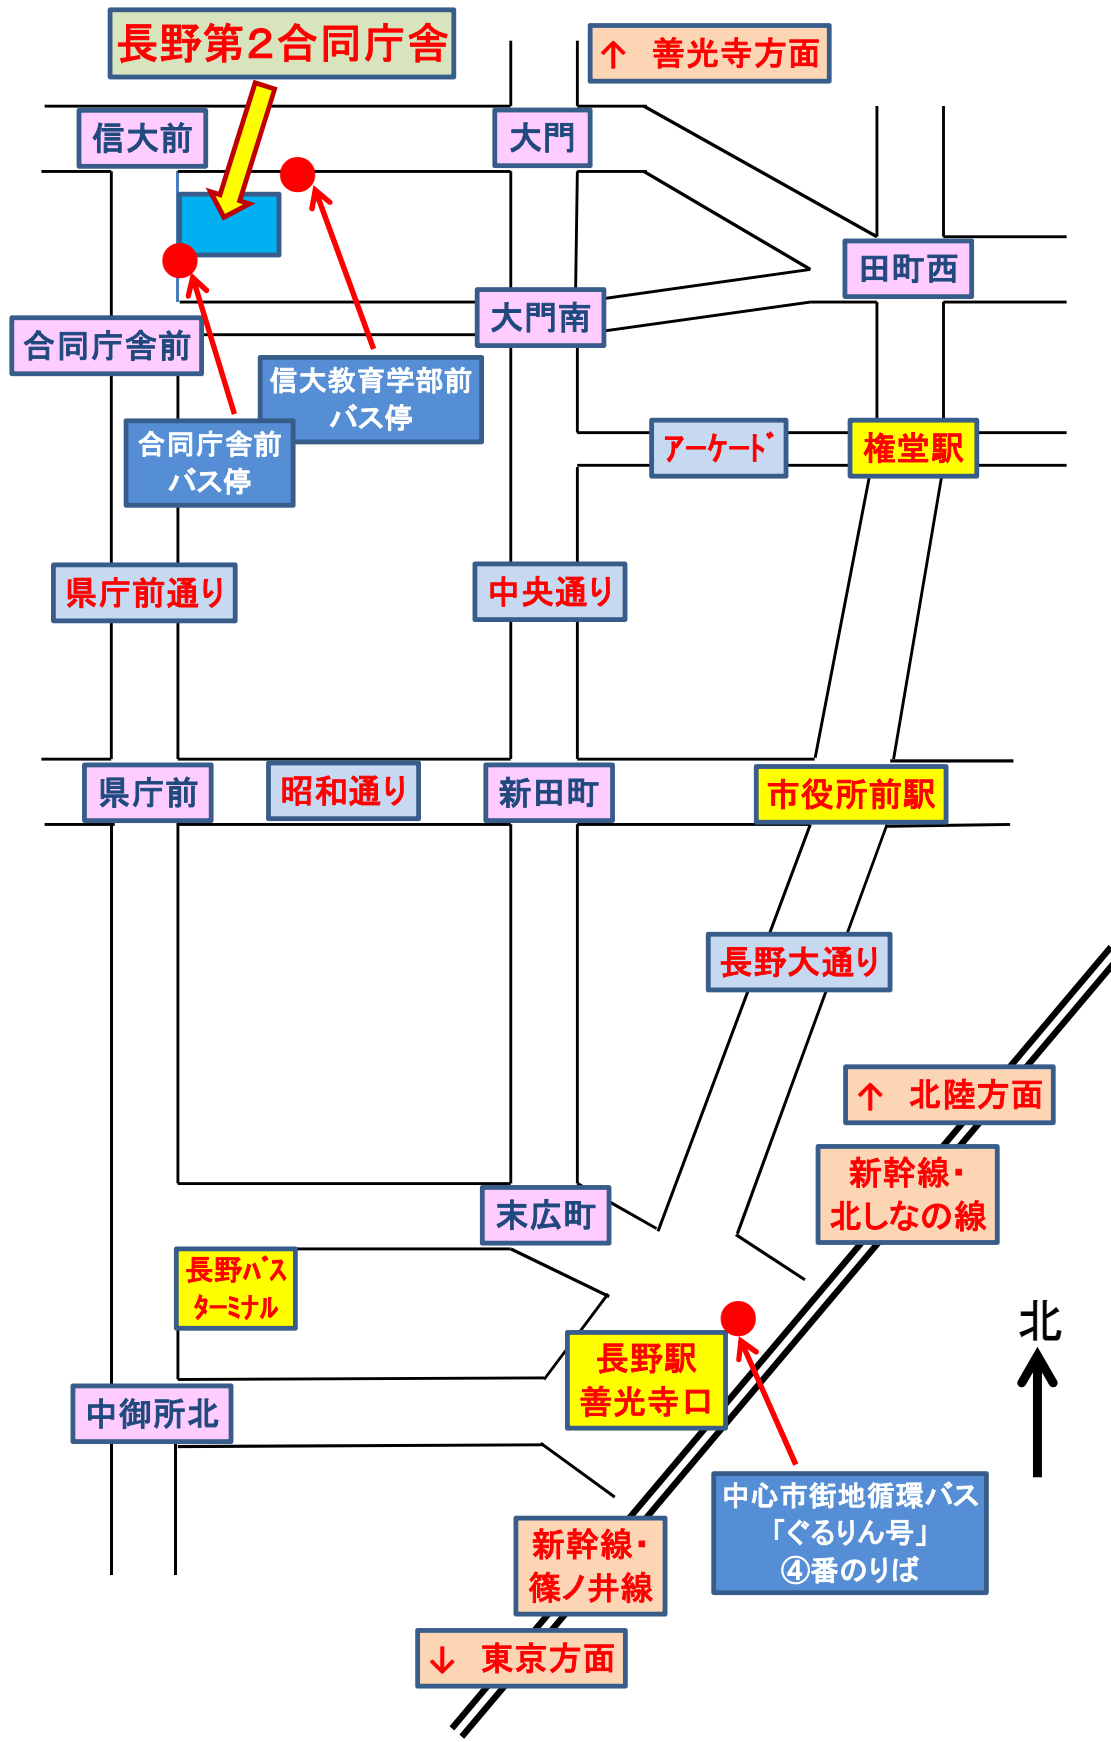 長野第2合同庁舎
↑　善光寺方面
信大前
大門
田町西
大門南
合同庁舎前
信大教育学部前
バス停
合同庁舎前
バス停
アーケード
権堂駅
県庁前通り
中央通り
県庁前
昭和通り
新田町
市役所前駅
長野大通り
↑　北陸方面
新幹線・
北しなの線
末広町
長野バス
ターミナル
北
長野駅
善光寺口
中御所北
中心市街地循環バス
「ぐるりん号」
④番のりば
新幹線・
篠ノ井線
↓　東京方面